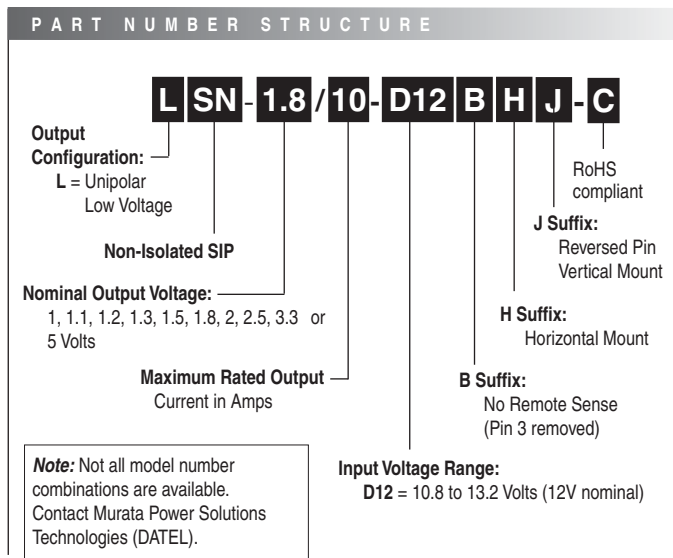 PART NUMBER STRUCTURE
L SN-1.8/10-D12 B H J-C
Output
Configuration:
L = Unipolar
Low Voltage
Non-Isolated SIP
Nominal Output Voltage:
1, 1.1, 1.2, 1.3, 1.5, 1.8, 2, 2.5, 3.3 or
5 Volts
Maximum Rated Output
Current in Amps
Note: Not all model number
combinations are available.
Contact Murata Power Solutions
Technologies (DATEL).
RoHS
compliant
J Suffix:
Reversed Pin
Vertical Mount
H Suffix:
Horizontal Mount
B Suffix:
No Remote Sense
(Pin 3 removed)
Input Voltage Range:
D12 = 10.8 to 13.2 Volts (12V nominal)